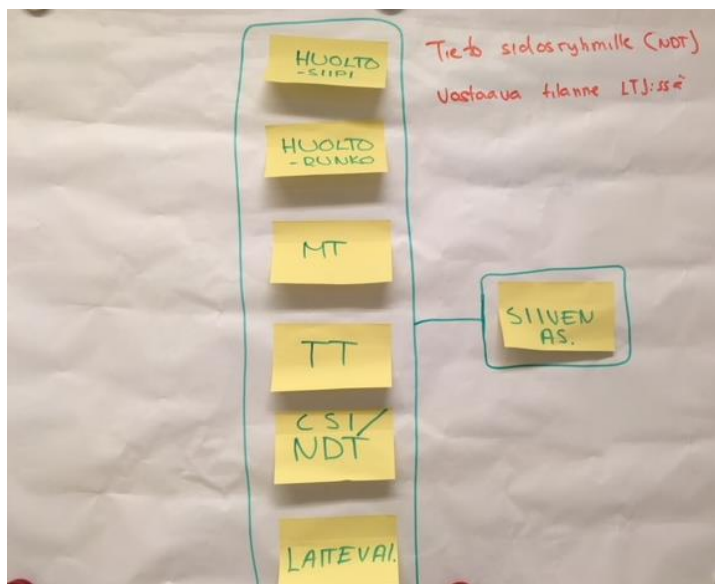 HUOLTO
-SIIPI
HUOLTO
-RUNKO
MT
TT
CSI/
NDT
LAITEVAI.
Tieto sidosryhmille (NDT)
Vastaava tilanne LTJ:ssä
SIIVEN
AS.